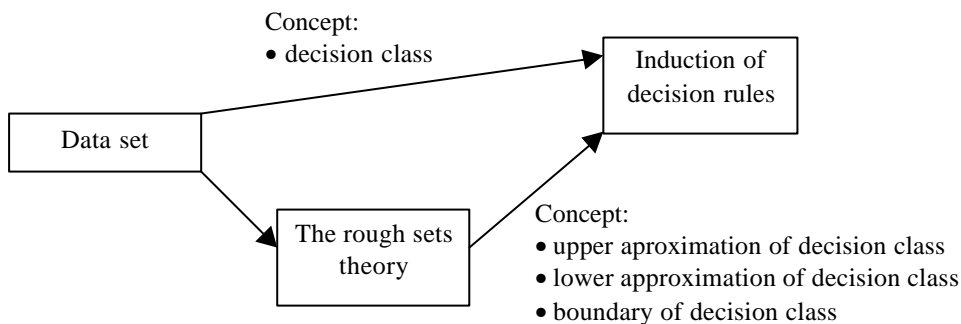 Concept:
• decision class
Induction of
decision rules
Data set
The rough sets
theory
Concept:
• upper aproximation of decision class
• lower approximation of decision class
• boundary of decision class